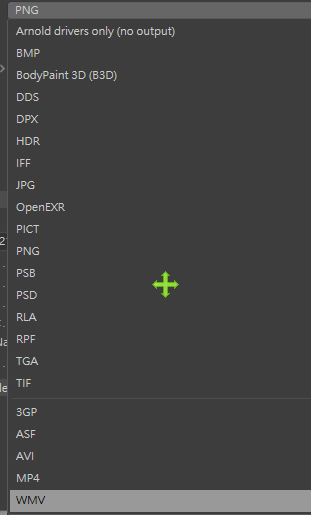 PNG
Arnold drivers only (no output)
BMP
BodyPaint 3D (B3D)
DDS
DPX
HDR
IFF
JPG
OpenEXR
PICT
PNG
PSB
PSD
RLA
RPF
TGA
TIF
3GP
ASF
AVI
MP4
WMV